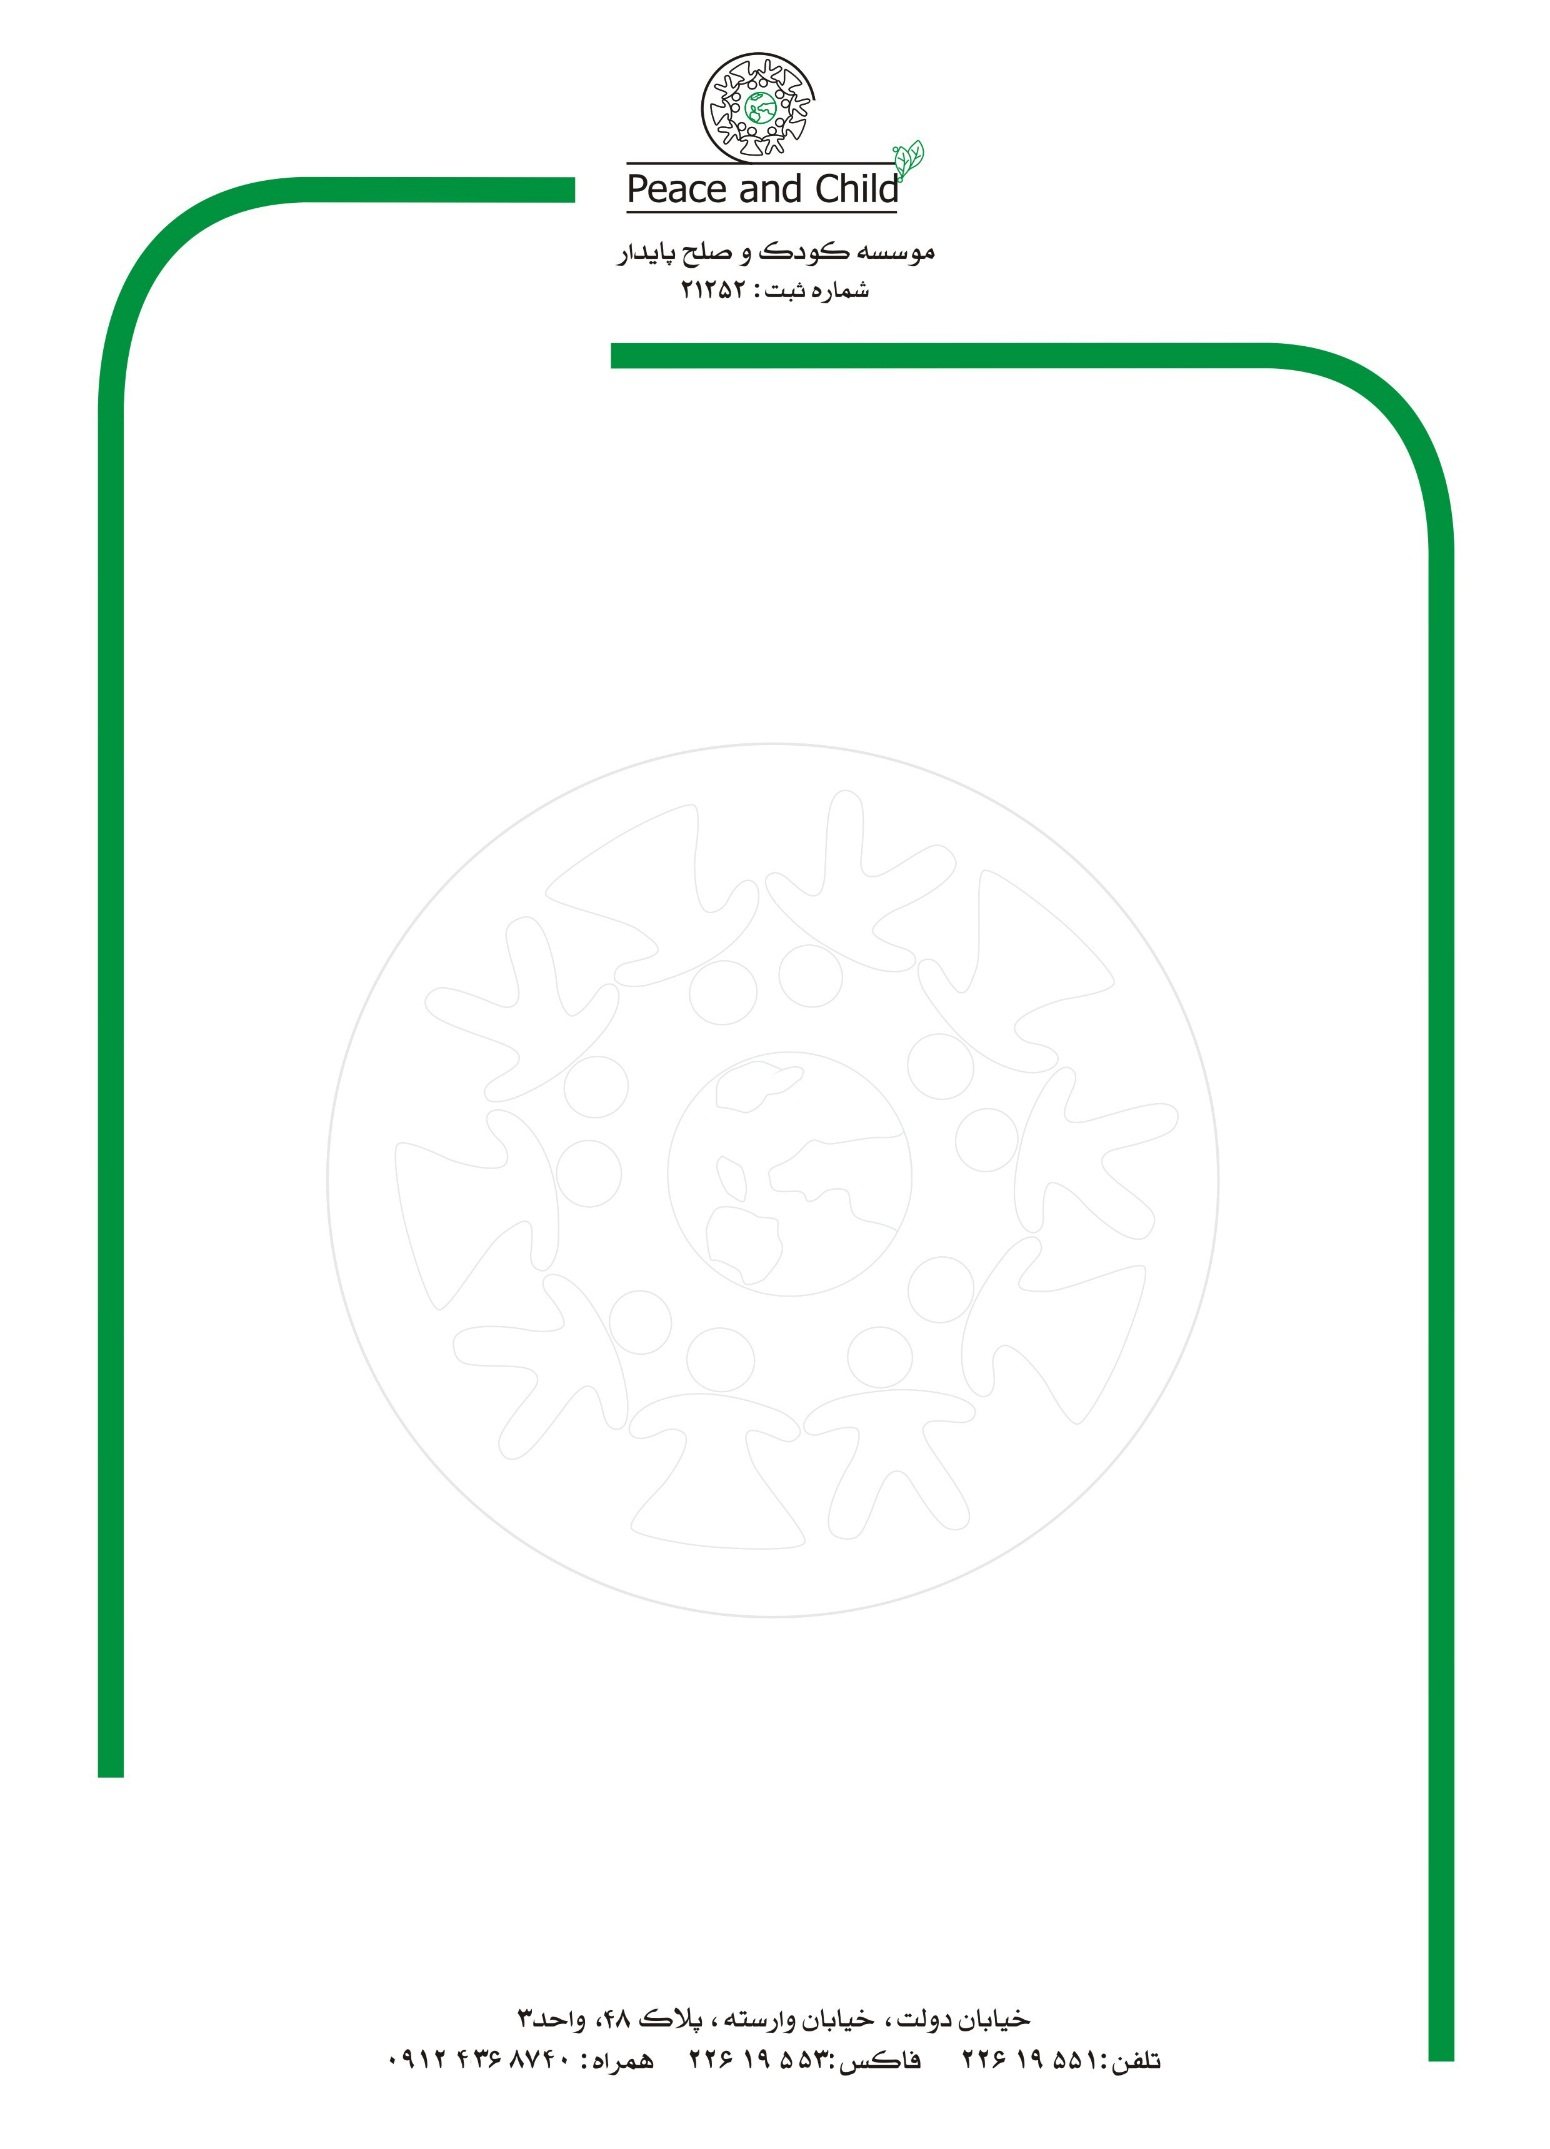 Peace and Child
موسسه کودک و صلح پایدار
شماره ثبت: ۲۱۲۵۲
خیابان دولت، خیابان وارسته، پلاک ۴۸، واحد۳
تلفن:۵۵۱ ۱۹ ۲۲۶ فاکس:۵۵۳ ۱۹ ۲۲۶ همراه: ۸۷۴۰ ۴۳۶ ۰۹۱۲